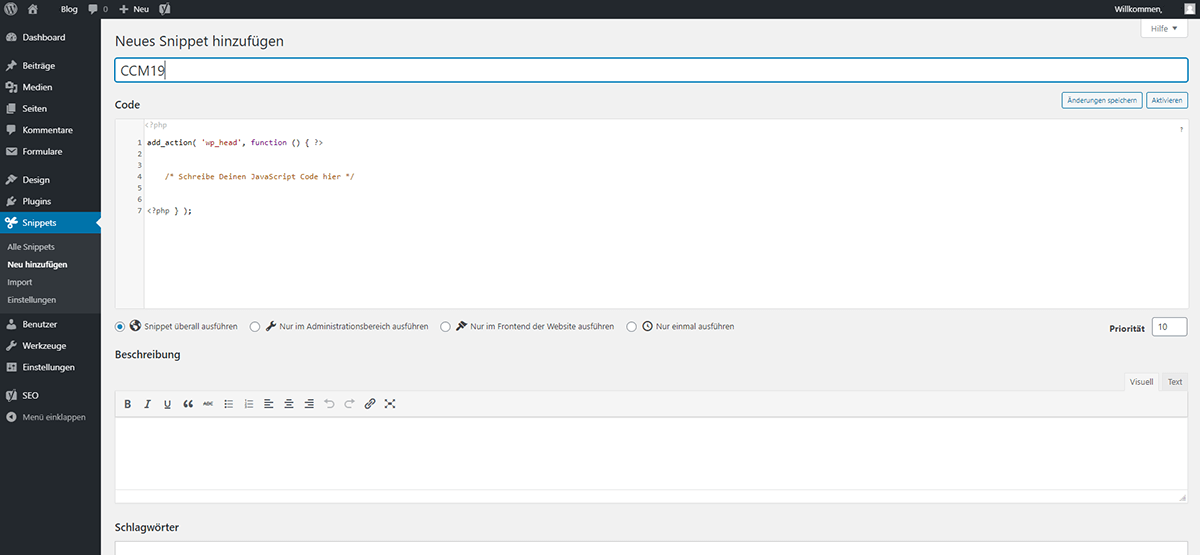 Blog 0 Neu Willkommen,
Dashboard
Beiträge
Medien
Seiten
Kommentare
Formulare
Design
Plugins
Snippets
Alle Snippets
Neu hinzufügen
Import
Einstellungen
Benutzer
Werkzeuge
Einstellungen
SEO
Menü einklappen
Hilfe
Neues Snippet hinzufügen
CCM19
Code
Änderungen speichern Aktivieren
<?php
?
1 add_action( 'wp_head', function () { ?>
2
3
4 /* Schreibe Deinen JavaScript Code hier */
5
6
7 <?php } );
Snippet überall ausführen Nur im Administrationsbereich ausführen Nur im Frontend der Website ausführen Nur einmal ausführen Priorität 10
Beschreibung
Visuell Text
B I U ABC
Schlagwörter